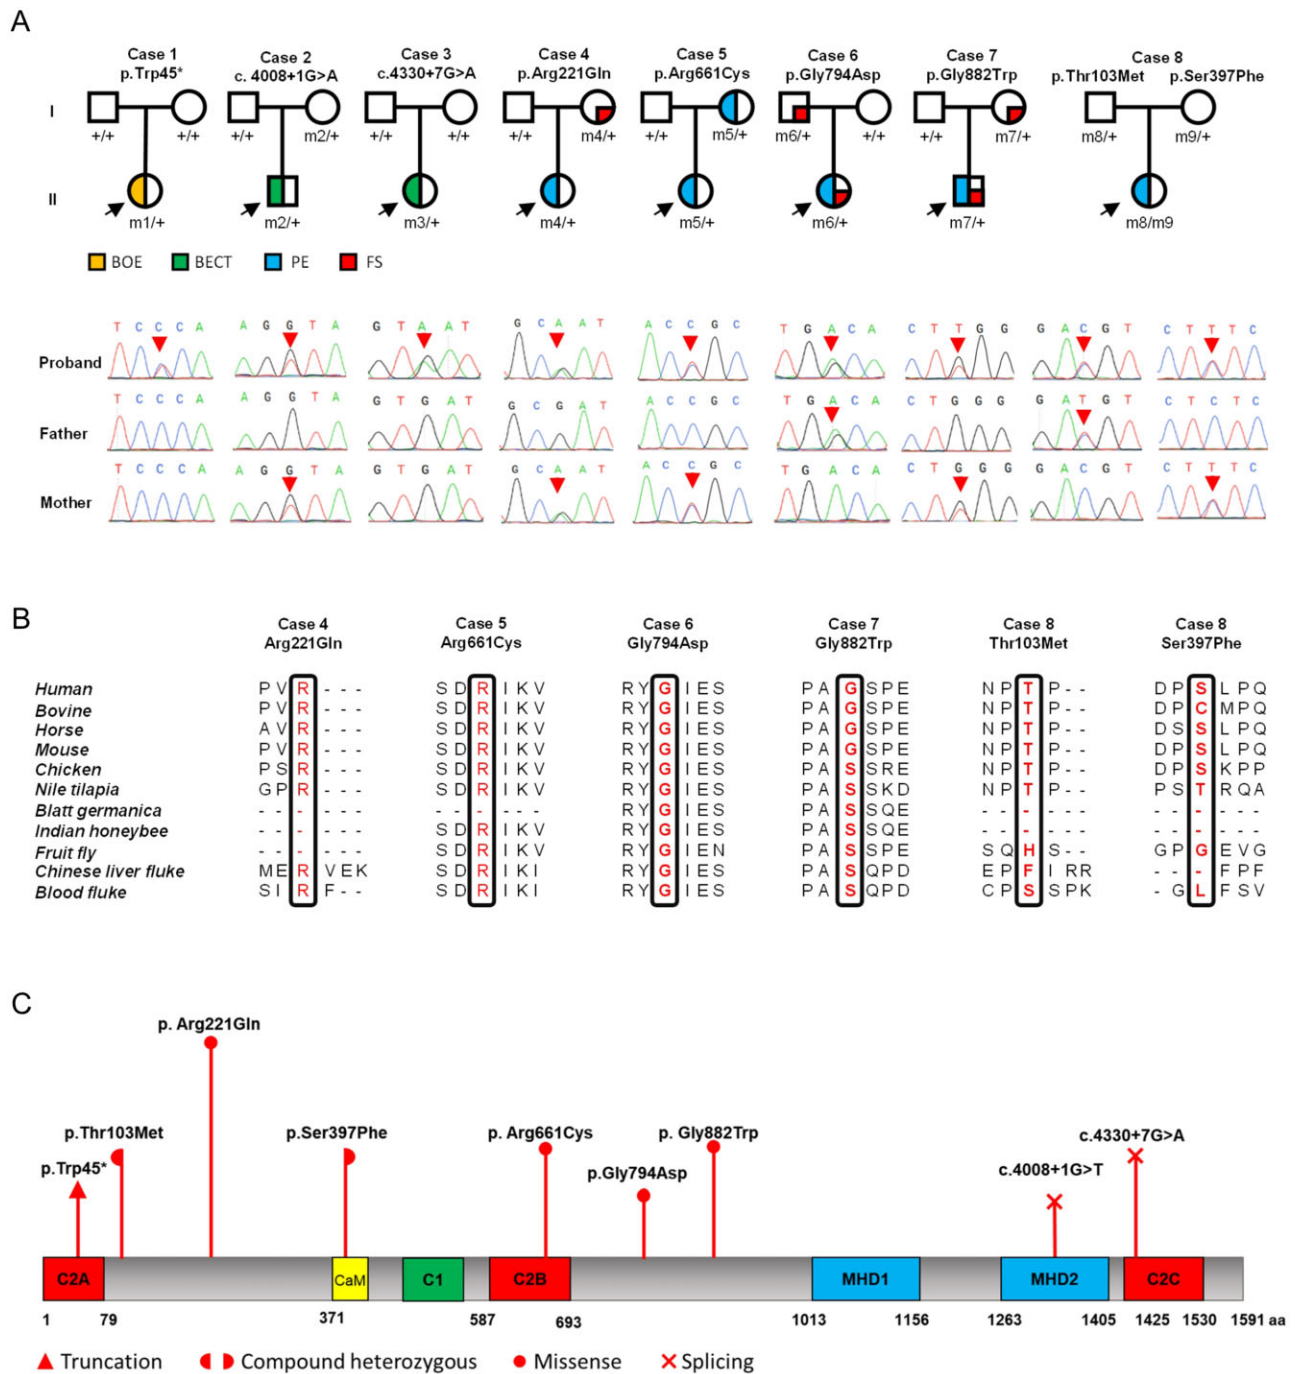 A
Case 1 Case 2 Case 3 Case 4 Case 5 Case 6 Case 7 Case 8
p.Trp45* c. 4008+1G>A c.4330+7G>A p.Arg221Gln p.Arg661Cys p.Gly794Asp p.Gly882Trp p.Thr103Met p.Ser397Phe
I
+/+ +/+ +/+ m2/+ +/+ +/+ +/+ m4/+ +/+ m5/+ m6/+ +/+ +/+ m7/+ m8/+ m9/+
II
m1/+ m2/+ m3/+ m4/+ m5/+ m6/+ m7/+ m8/m9
BOE BECT PE FS
T C C C A A G G T A G T A A T G C A A T A C C G C T G A C A C T T G G G A C G T C T T T C
Proband
T C C C A A G G T A G T G A T G C G A T A C C G C T G A C A C T G G G G A T G T C T C T C
Father
T C C C A A G G T A G T G A T G C A A T A C C G C T G A C A C T G G G G A C G T C T T T C
Mother
B
Case 4 Case 5 Case 6 Case 7 Case 8 Case 8
Arg221Gln Arg661Cys Gly794Asp Gly882Trp Thr103Met Ser397Phe
Human P V R - - - S D R I K V R Y G I E S P A G S P E N P T P - - D P S L P Q
Bovine P V R - - - S D R I K V R Y G I E S P A G S P E N P T P - - D P C M P Q
Horse A V R - - - S D R I K V R Y G I E S P A G S P E N P T P - - D S S L P Q
Mouse P V R - - - S D R I K V R Y G I E S P A G S P E N P T P - - D P S L P Q
Chicken P S R - - - S D R I K V R Y G I E S P A S S R E N P T P - - D P S K P P
Nile tilapia G P R - - - S D R I K V R Y G I E S P A S S K D N P T P - - P S T R Q A
Blatt germanica - - - - - - - - - - - - R Y G I E S P A S S Q E - - - - - - - - - - - -
Indian honeybee - - - - - - S D R I K V R Y G I E S P A S S Q E - - - - - - - - - - - -
Fruit fly - - - - - - S D R I K V R Y G I E N P A S S P E S Q H S - - G P G E V G
Chinese liver fluke M E R V E K S D R I K I R Y G I E S P A S Q P D E P F I R R - - - F P F
Blood fluke S I R F - - S D R I K I R Y G I E S P A S Q P D C P S S P K - G L F S V
C
p. Arg221Gln
p.Thr103Met p.Ser397Phe p. Arg661Cys p. Gly882Trp c.4330+7G>A
p.Trp45* p.Gly794Asp c.4008+1G>T
C2A CaM C1 C2B MHD1 MHD2 C2C
1 79 371 587 693 1013 1156 1263 1405 1425 1530 1591 aa
Truncation Compound heterozygous Missense Splicing